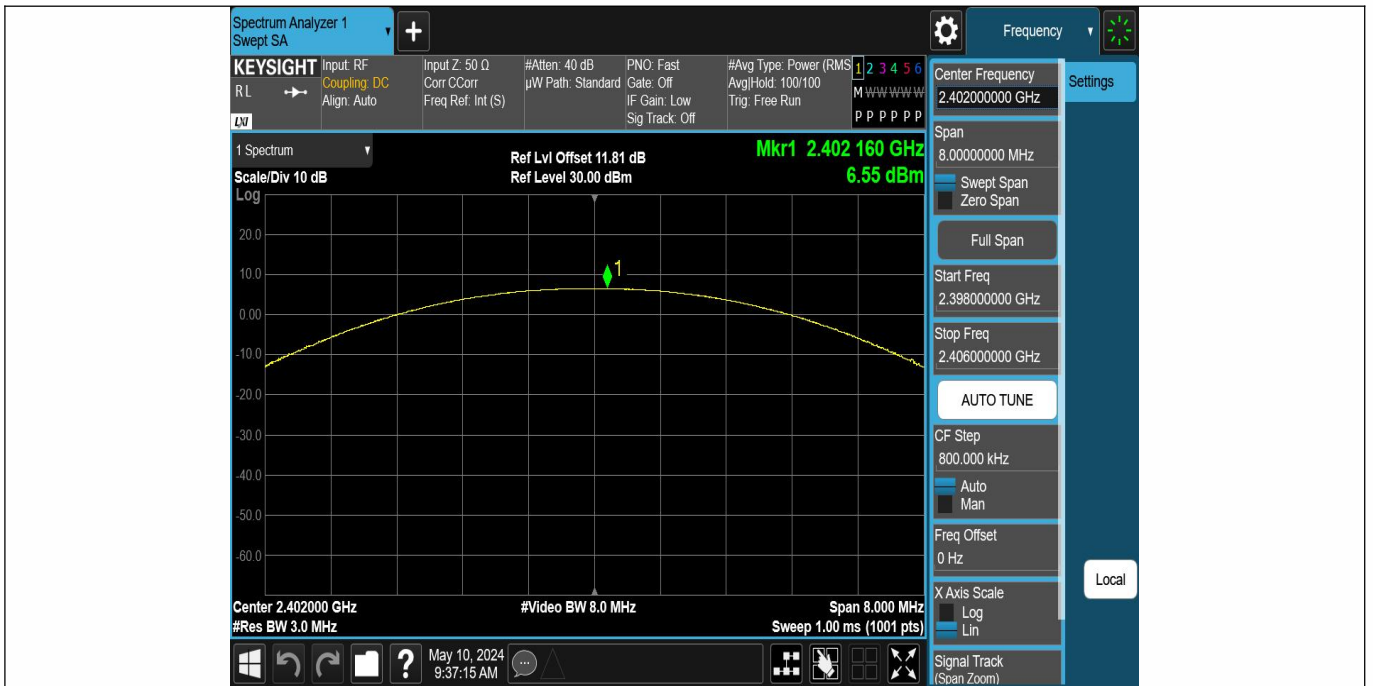 Spectrum Analyzer 1
Swept SA
+
Frequency
KEYSIGHT
RL
LXI
Input: RF
Coupling: DC
Align: Auto
Input Z: 50 Ω
Corr CCorr
Freq Ref: Int (S)
#Atten: 40 dB
µW Path: Standard
PNO: Fast
Gate: Off
IF Gain: Low
Sig Track: Off
#Avg Type: Power (RMS
Avg|Hold: 100/100
Trig: Free Run
1 2 3 4 5 6
M W W W W W
P P P P P P
1 Spectrum
Scale/Div 10 dB
Log
Ref Lvl Offset 11.81 dB
Ref Level 30.00 dBm
Mkr1 2.402 160 GHz
6.55 dBm
1
20.0
10.0
0.00
-10.0
-20.0
-30.0
-40.0
-50.0
-60.0
Center 2.402000 GHz
#Res BW 3.0 MHz
#Video BW 8.0 MHz
Span 8.000 MHz
Sweep 1.00 ms (1001 pts)
Center Frequency
2.402000000 GHz
Settings
Span
8.00000000 MHz
Swept Span
Zero Span
Full Span
Start Freq
2.398000000 GHz
Stop Freq
2.406000000 GHz
AUTO TUNE
CF Step
800.000 kHz
Auto
Man
Freq Offset
0 Hz
Local
X Axis Scale
Log
Lin
Signal Track
(Span Zoom)
?
May 10, 2024
9:37:15 AM